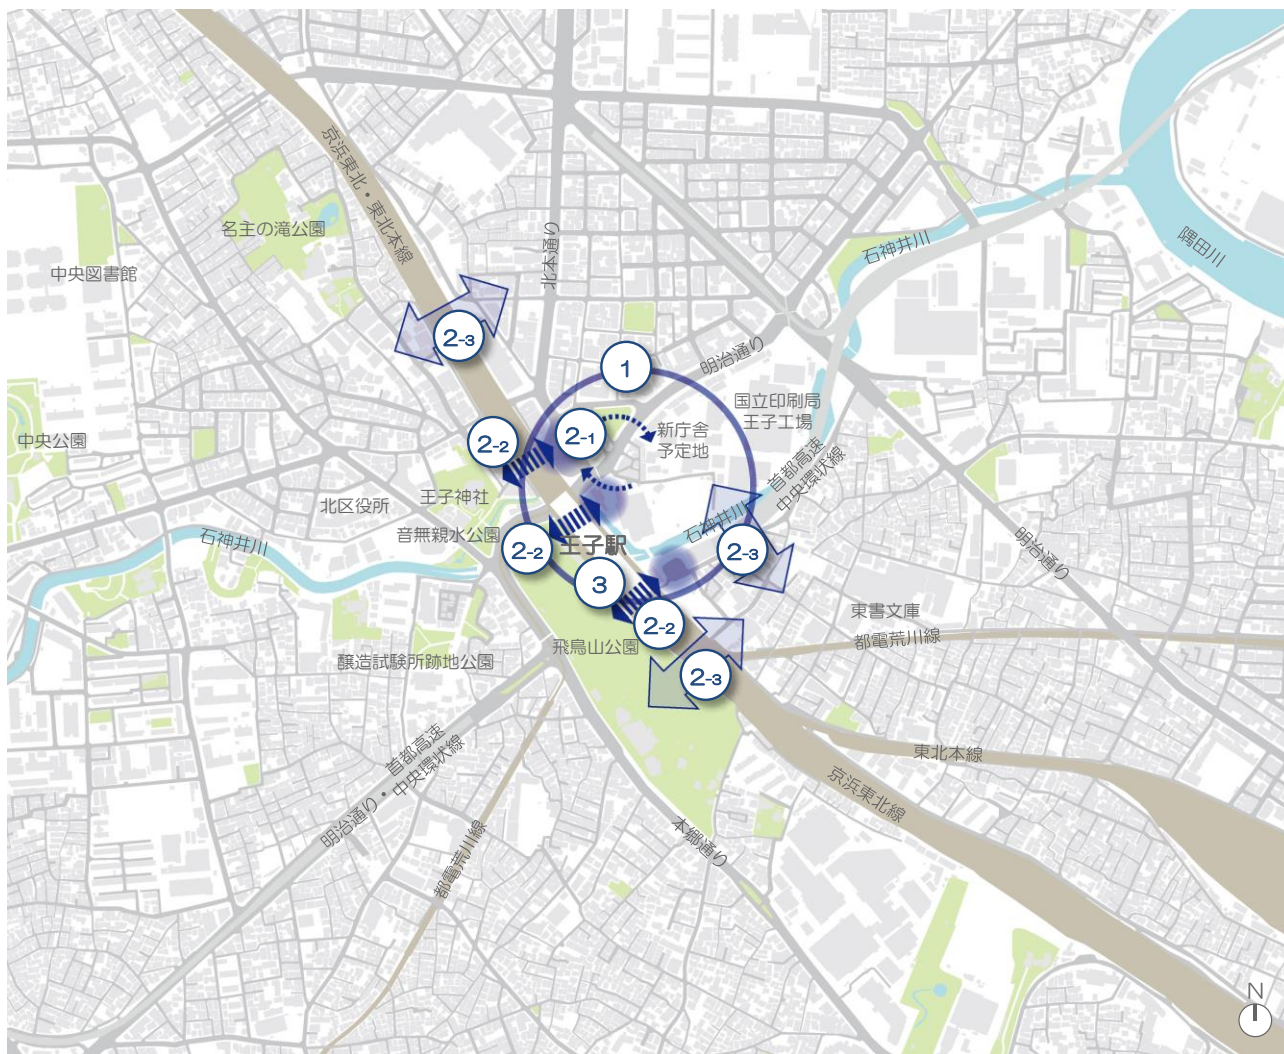 京浜東北・東北本線
名主の滝公園
中央図書館
北本通り
石神井川
隅田川
2-3
1
明治通り
国立印刷局
王子工場
2-1
新庁舎
予定地
2-2
中央公園
首都高速
中央環状線
王子神社
北区役所
音無親水公園
石神井川
石神井川
明治通り
2-2
王子駅
2-3
3
東書文庫
都電荒川線
2-2
飛鳥山公園
醸造試験所跡地公園
2-3
首都高速
明治通り・中央環状線
東北本線
京浜東北線
本郷通り
都電荒川線
N